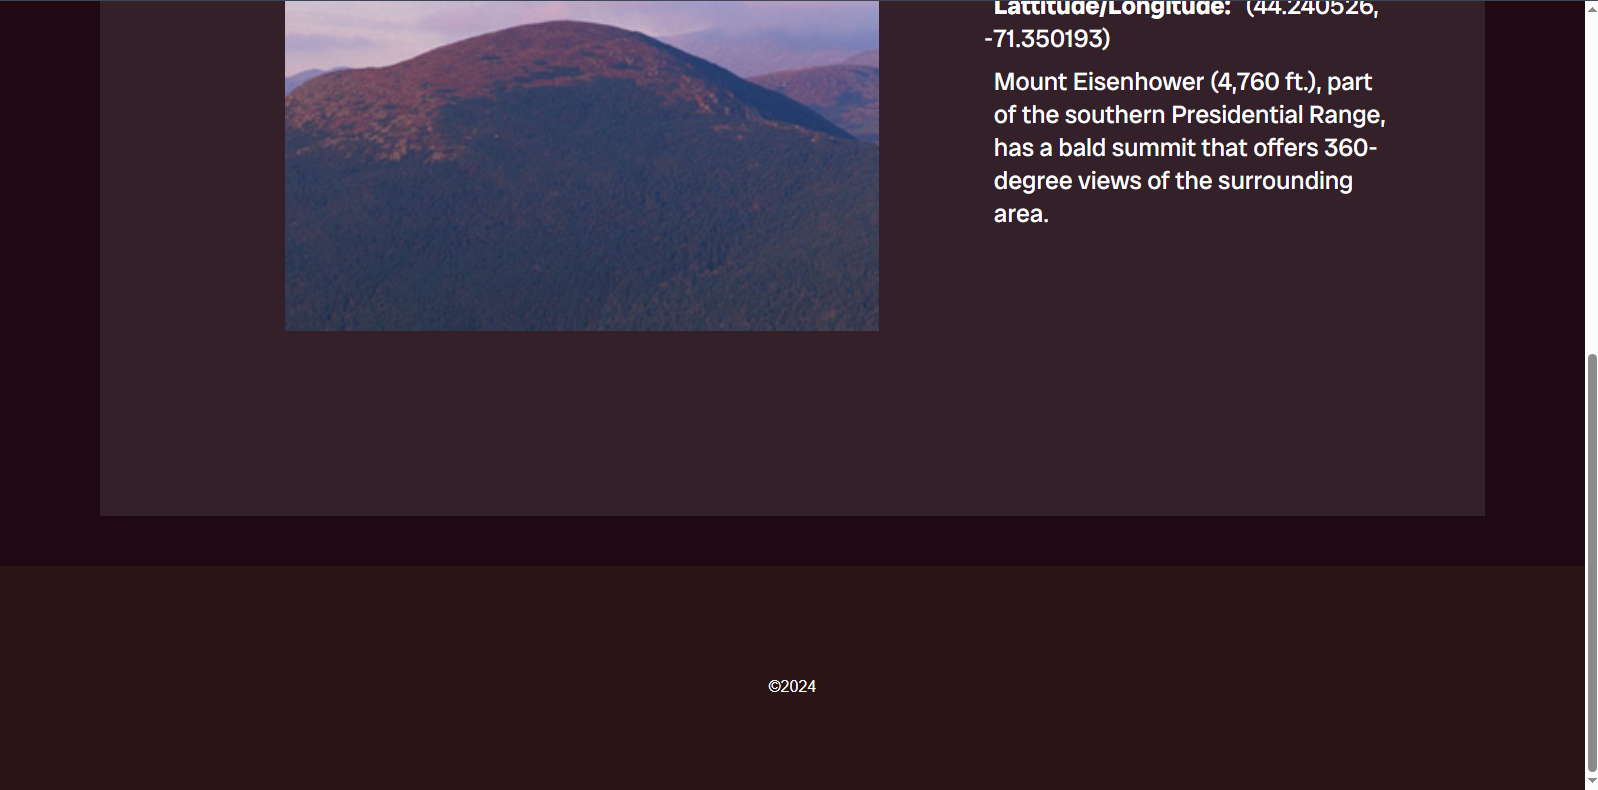 Lattitude/Longitude: (44.240526,
-71.350193)
Mount Eisenhower (4,760 ft.), part
of the southern Presidential Range,
has a bald summit that offers 360-
degree views of the surrounding
area.
©2024